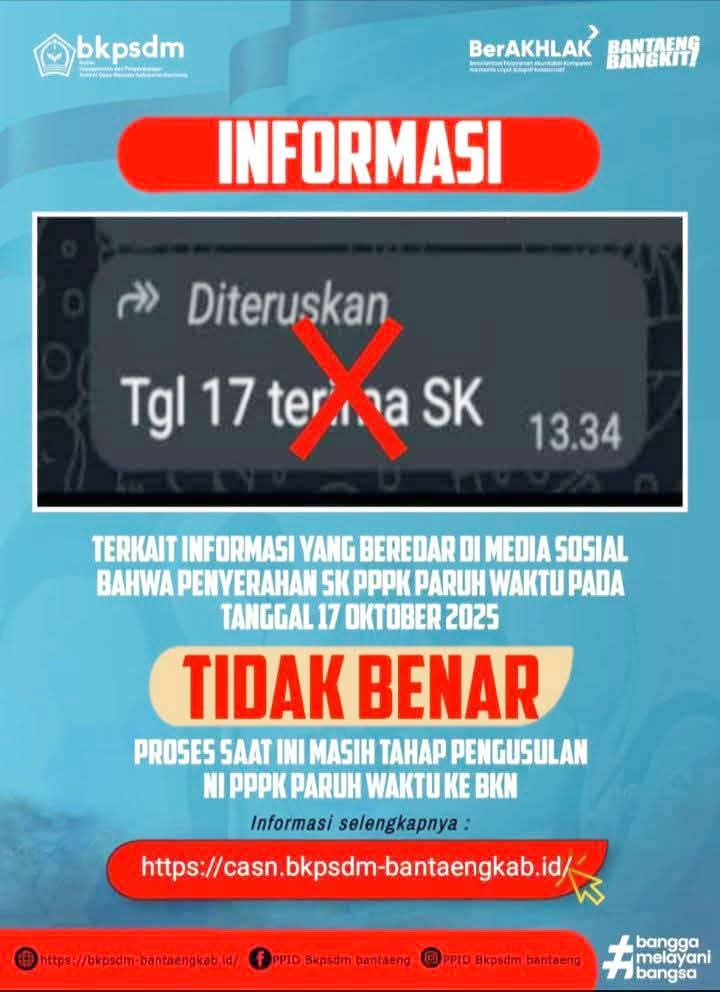 bkpsdm
Badan
Kepegawaian dan Pengembangan
Sumber Daya Manusia Kabupaten Bantaeng
BerAKHLAK
Berorientasi Pelayanan Akuntabel Kompeten
Harmonis Loyal Adaptif Kolaboratif
BANTAENG
BANGKIT
INFORMASI
Diteruskan
Tgl 17 terima SK
13.34
TERKAIT INFORMASI YANG BEREDAR DI MEDIA SOSIAL
BAHWA PENYERAHAN SK PPPK PARUH WAKTU PADA
TANGGAL 17 OKTOBER 2025
TIDAK BENAR
PROSES SAAT INI MASIH TAHAP PENGUSULAN
NI PPPK PARUH WAKTU KE BKN
Informasi selengkapnya :
https://casn.bkpsdm-bantaengkab.id/
https://bkpsdm-bantaengkab.id/ PPID Bkpsdm bantaeng PPID Bkpsdm bantaeng
#bangga
melayani
bangsa